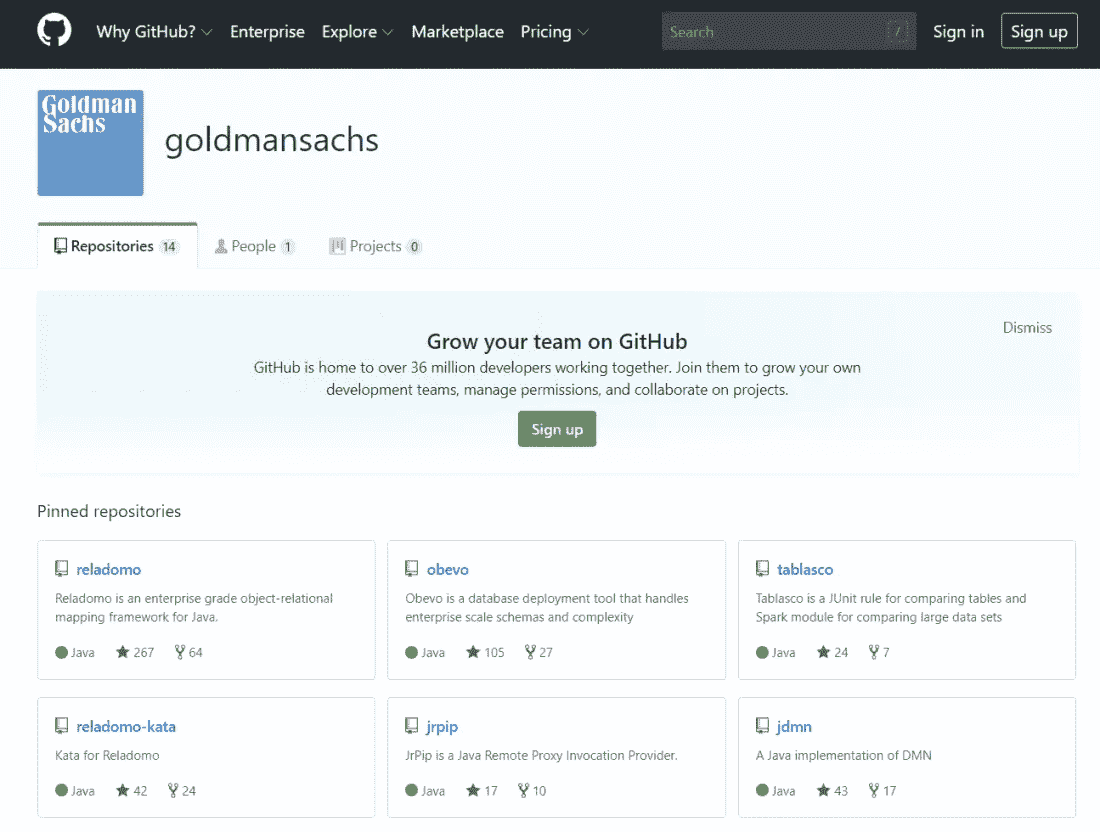 Why GitHub? Enterprise Explore Marketplace Pricing Search / Sign in Sign up
Goldman
Sachs
goldmansachs
Repositories 14 People 1 Projects 0
Dismiss
Grow your team on GitHub
GitHub is home to over 36 million developers working together. Join them to grow your own
development teams, manage permissions, and collaborate on projects.
Sign up
Pinned repositories
reladomo
Reladomo is an enterprise grade object-relational
mapping framework for Java.
Java 267 64
obevo
Obevo is a database deployment tool that handles
enterprise scale schemas and complexity
Java 105 27
tablasco
Tablasco is a JUnit rule for comparing tables and
Spark module for comparing large data sets
Java 24 7
reladomo-kata
Kata for Reladomo
Java 42 24
jrpip
JrPip is a Java Remote Proxy Invocation Provider.
Java 17 10
jdmn
A Java implementation of DMN
Java 43 17